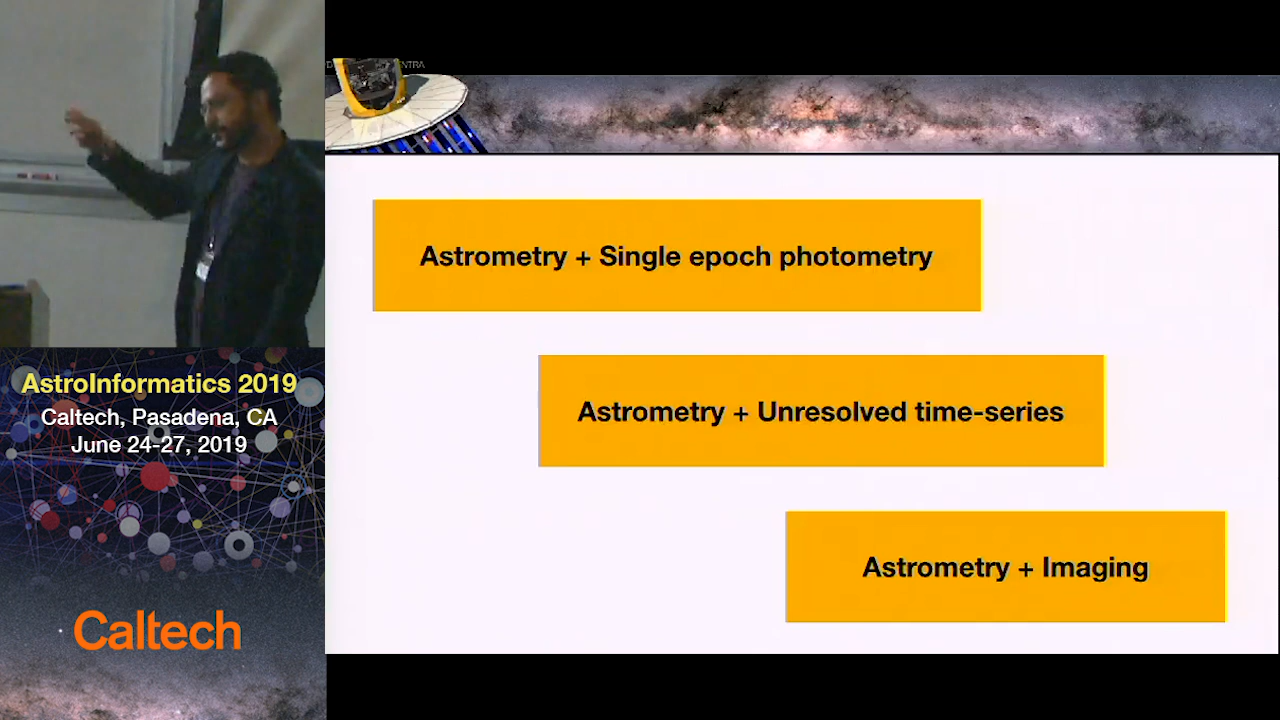 Astrometry + Single epoch photometry
Astrometry + Unresolved time-series
Astrometry + Imaging
AstroInformatics 2019
Caltech, Pasadena, CA
June 24-27, 2019
Caltech